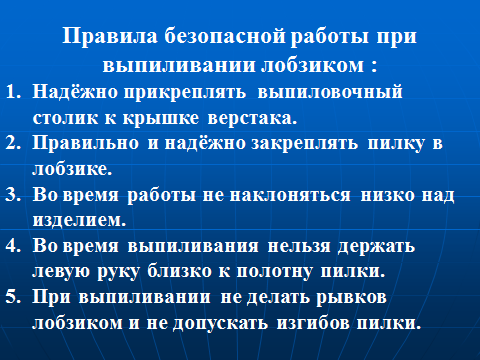 Правила безопасной работы при
выпиливании лобзиком :
1. Надёжно прикреплять выпиловочный
столик к крышке верстака.
2. Правильно и надёжно закреплять пилку в
лобзике.
3. Во время работы не наклоняться низко над
изделием.
4. Во время выпиливания нельзя держать
левую руку близко к полотну пилки.
5. При выпиливании не делать рывков
лобзиком и не допускать изгибов пилки.